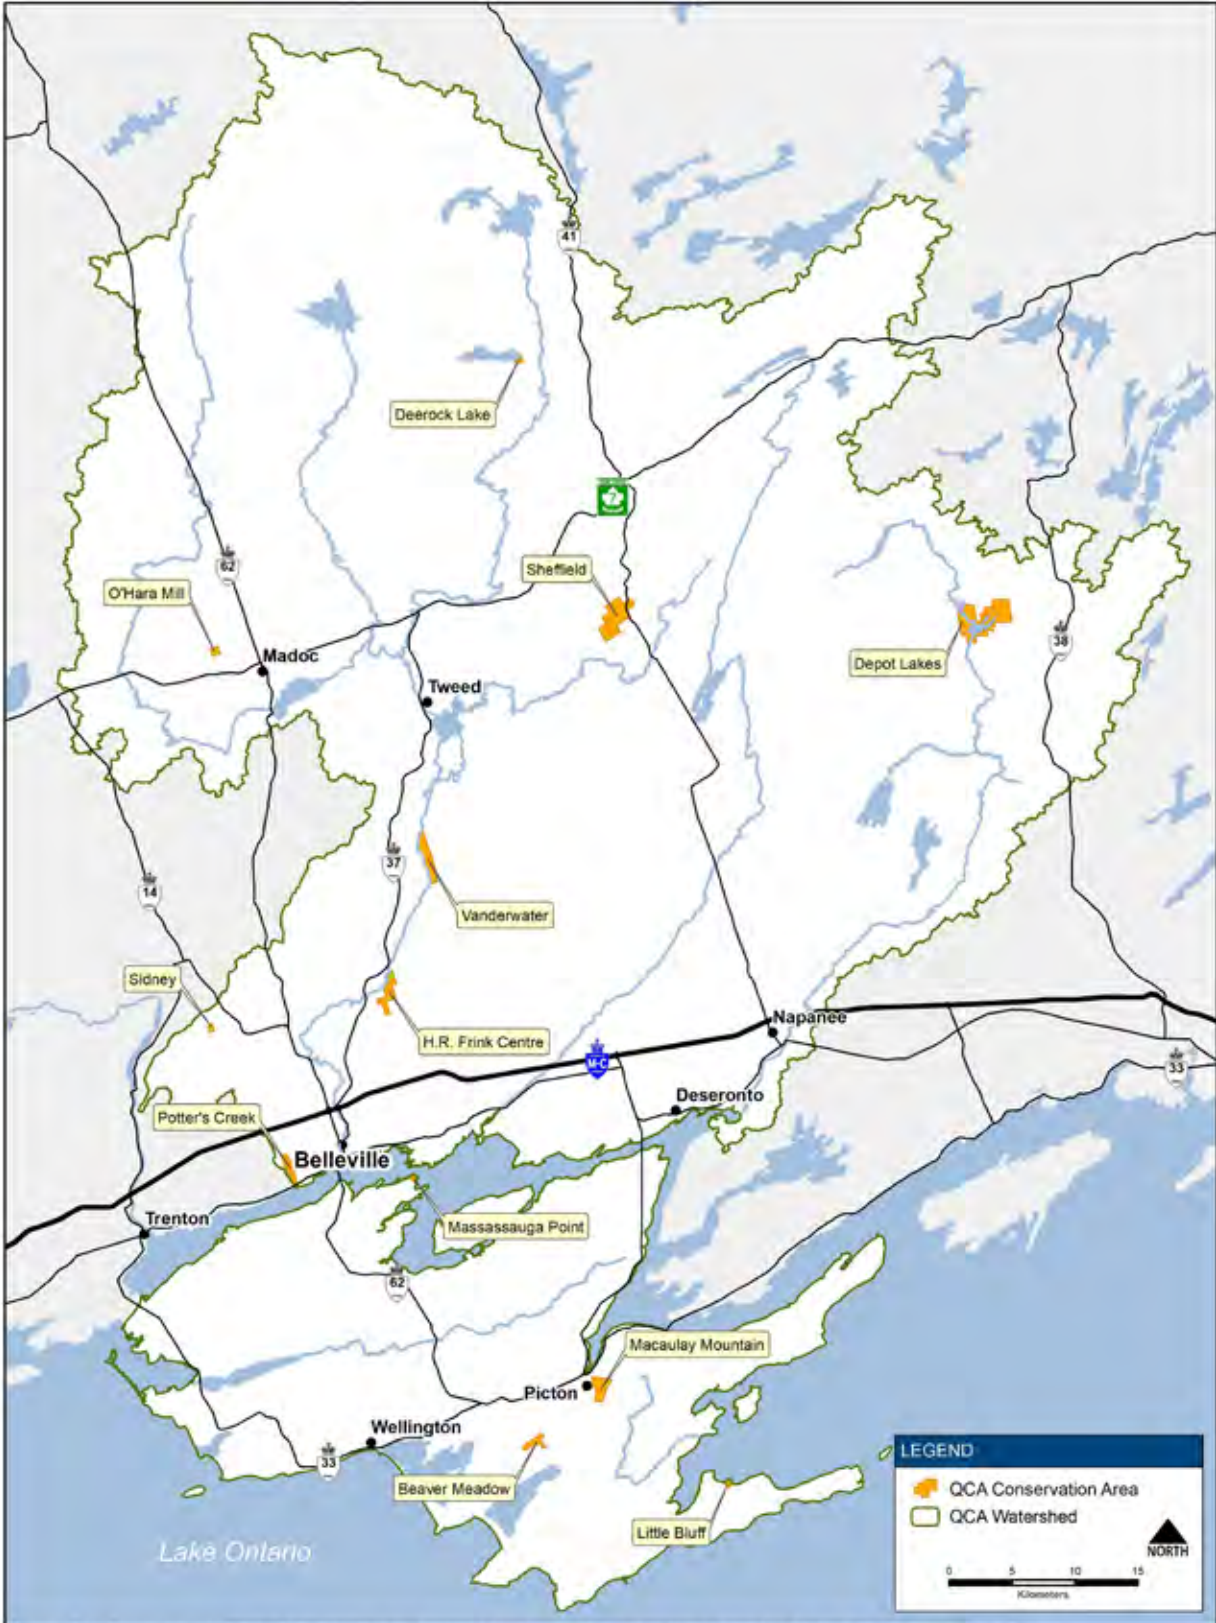 41
Deerock Lake
7
Sheffield
62
O'Hara Mill
Madoc
Tweed
38
Depot Lakes
37
14
Vanderwater
Sidney
H.R. Frink Centre
Napanee
M-C
33
Deseronto
Potter's Creek
Belleville
Trenton
Massassauga Point
62
Macaulay Mountain
Picton
Wellington
33
Beaver Meadow
Little Bluff
Lake Ontario
LEGEND
QCA Conservation Area
QCA Watershed
NORTH
0 5 10 15
Kilometers